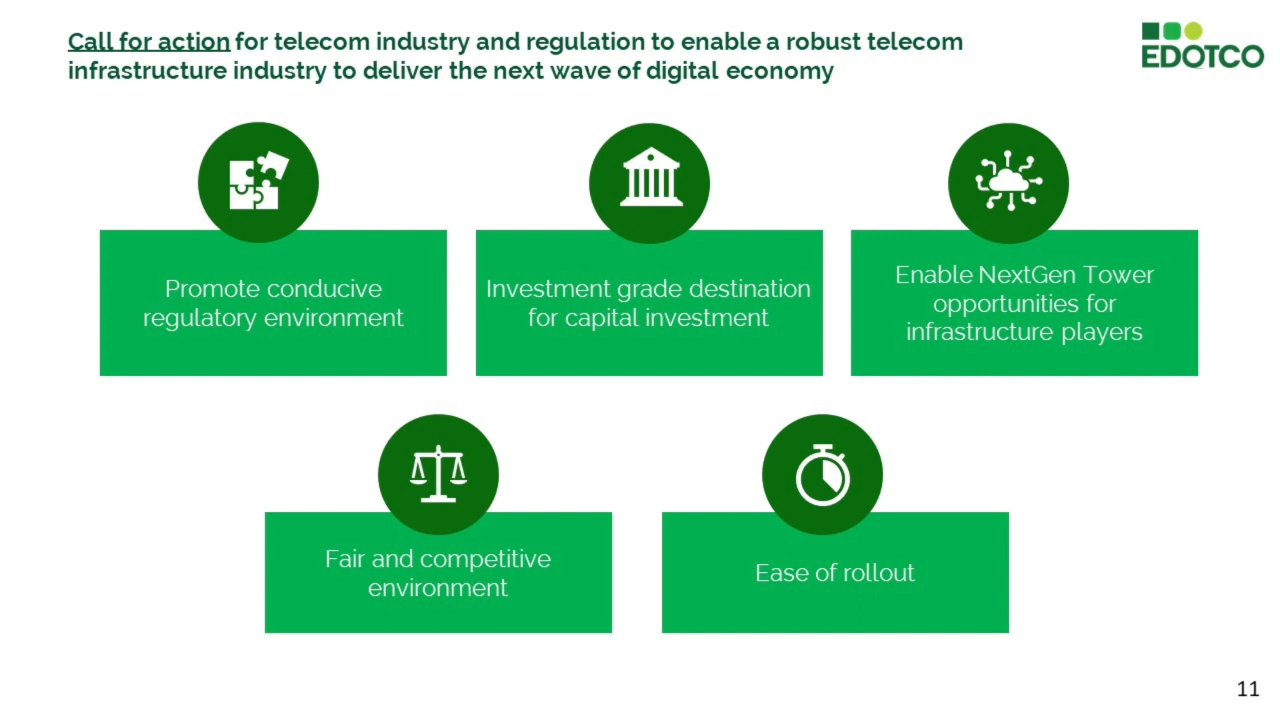 Call for action for telecom industry and regulation to enable a robust telecom
infrastructure industry to deliver the next wave of digital economy
EDOTCO
Promote conducive
regulatory environment
Investment grade destination
for capital investment
Enable NextGen Tower
opportunities for
infrastructure players
Fair and competitive
environment
Ease of rollout
11